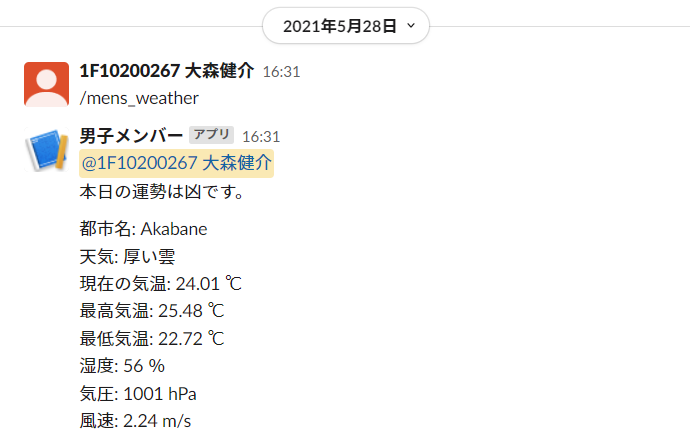 2021年5月28日
1F10200267 大森健介 16:31
/mens_weather
男子メンバー アプリ 16:31
@1F10200267 大森健介
本日の運勢は凶です。
都市名: Akabane
天気: 厚い雲
現在の気温: 24.01 ℃
最高気温: 25.48 ℃
最低気温: 22.72 ℃
湿度: 56 %
気圧: 1001 hPa
風速: 2.24 m/s